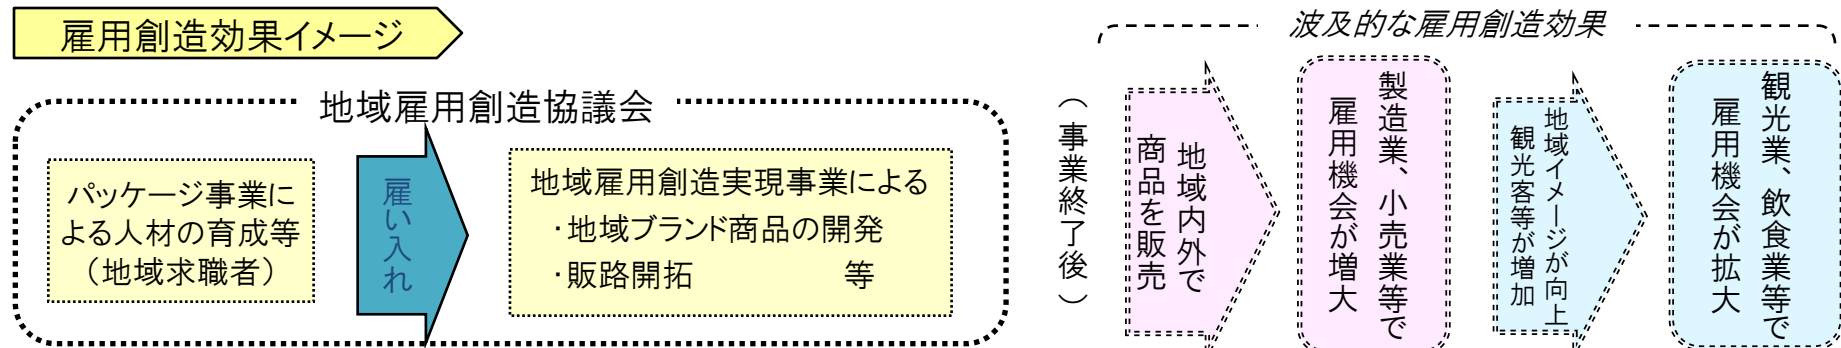 雇用創造効果イメージ
地域雇用創造協議会
パッケージ事業に
よる人材の育成等
（地域求職者）
雇い入れ
地域雇用創造実現事業による
・地域ブランド商品の開発
・販路開拓　　　　　等
（事業終了後）
波及的な雇用創造効果
地域内外で
商品を販売
製造業、小売業等で
雇用機会が増大
地域イメージが向上
観光客等が増加
観光業、飲食業等で
雇用機会が拡大